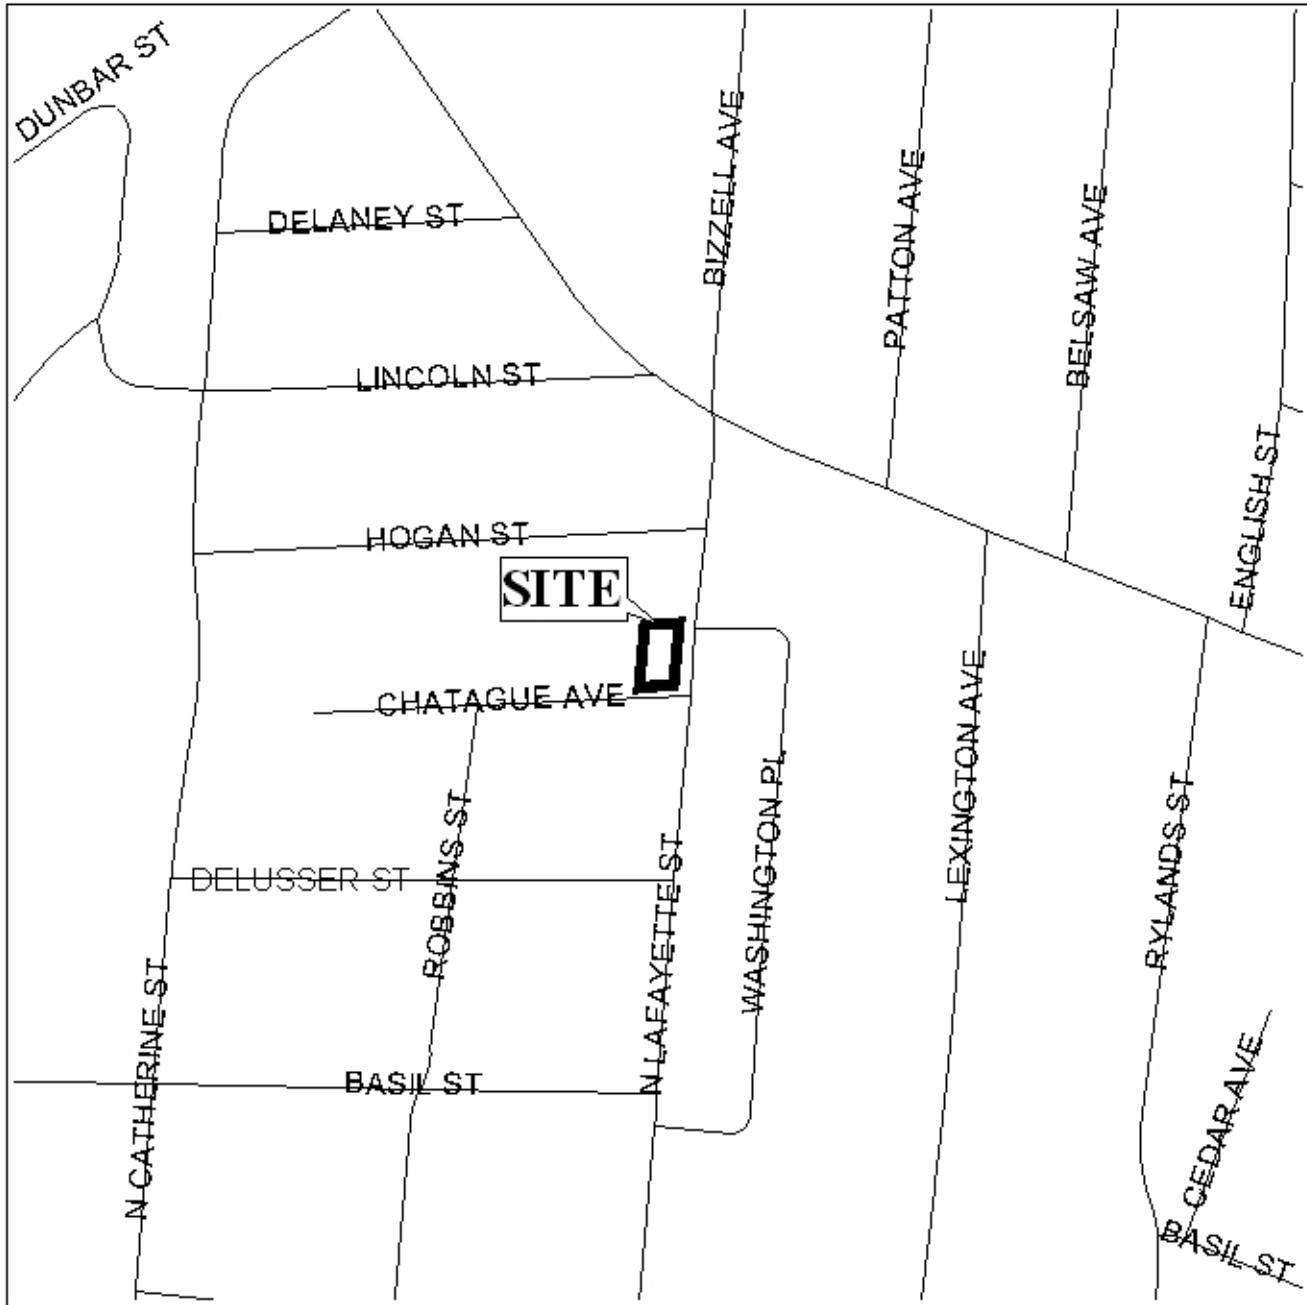 DUNBAR ST
BIZZELL AVE
PATTON AVE
BELSAW AVE
DELANEY ST
LINCOLN ST
ENGLISH ST
HOGAN ST
SITE
CHATAGUE AVE
LEXINGTON AVE
WASHINGTON PL
ROBBINS ST
RYLANDS ST
DELUSSER ST
N LAFAYETTE ST
N CATHERINE ST
BASIL ST
CEDAR AVE
BASIL ST